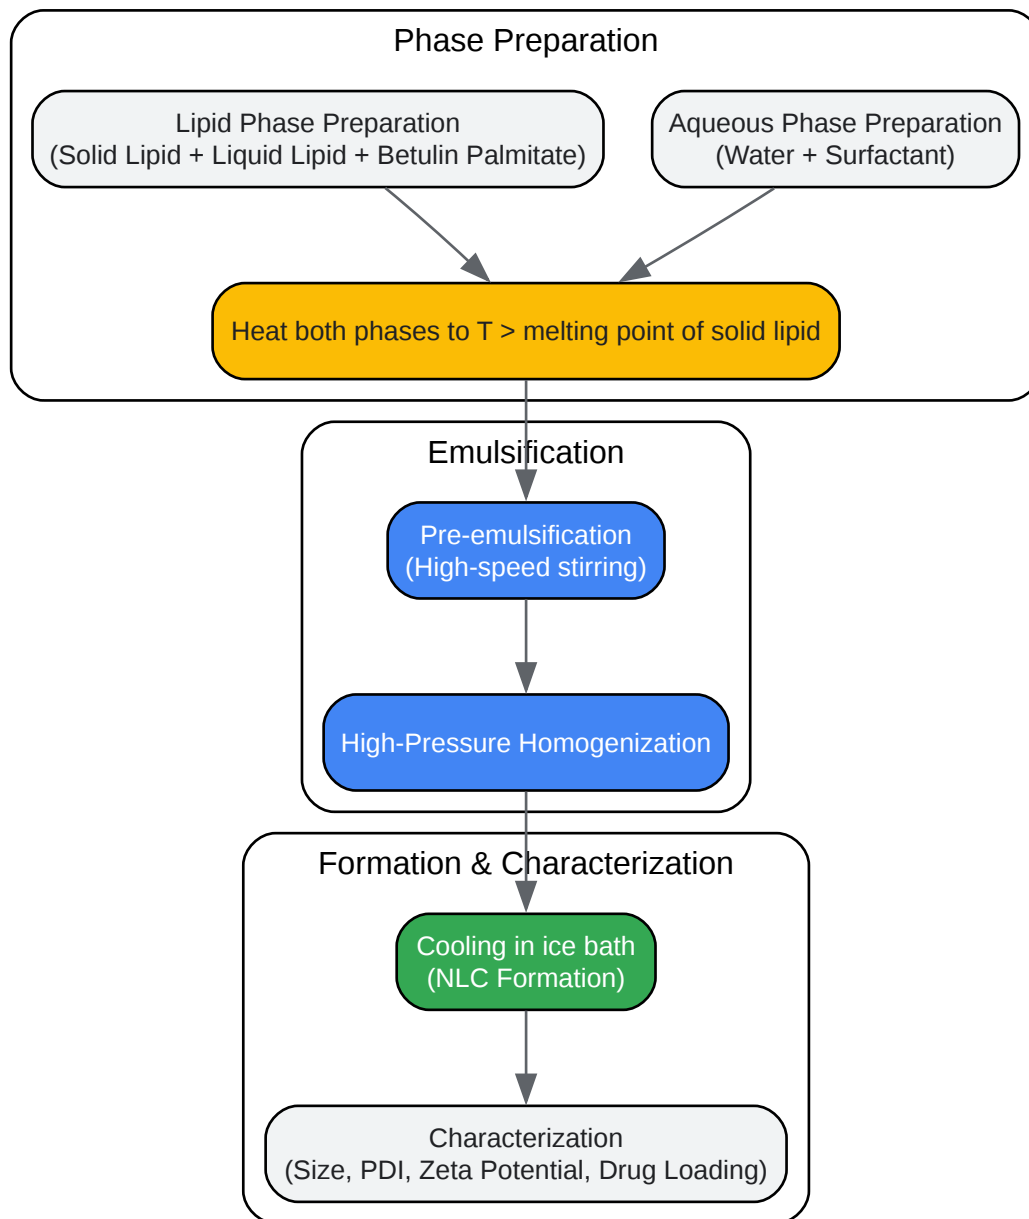 Phase Preparation
Lipid Phase Preparation
(Solid Lipid + Liquid Lipid + Betulin Palmitate)
Aqueous Phase Preparation
(Water + Surfactant)
Heat both phases to T > melting point of solid lipid
Emulsification
Pre-emulsification
(High-speed stirring)
High-Pressure Homogenization
Formation & Characterization
Cooling in ice bath
(NLC Formation)
Characterization
(Size, PDI, Zeta Potential, Drug Loading)